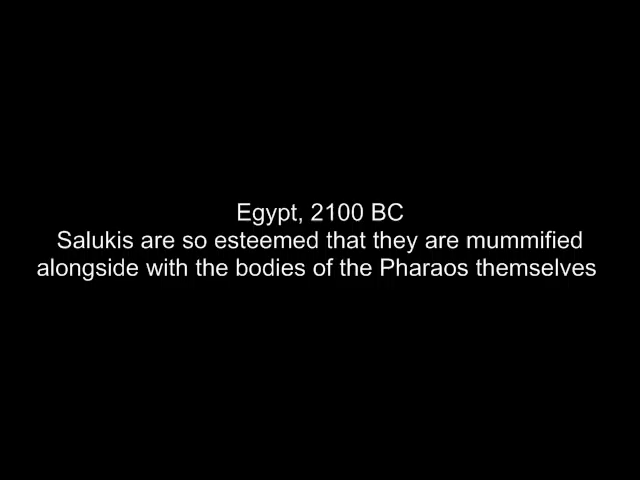 Egypt, 2100 BC
Salukis are so esteemed that they are mummified
alongside with the bodies of the Pharaos themselves